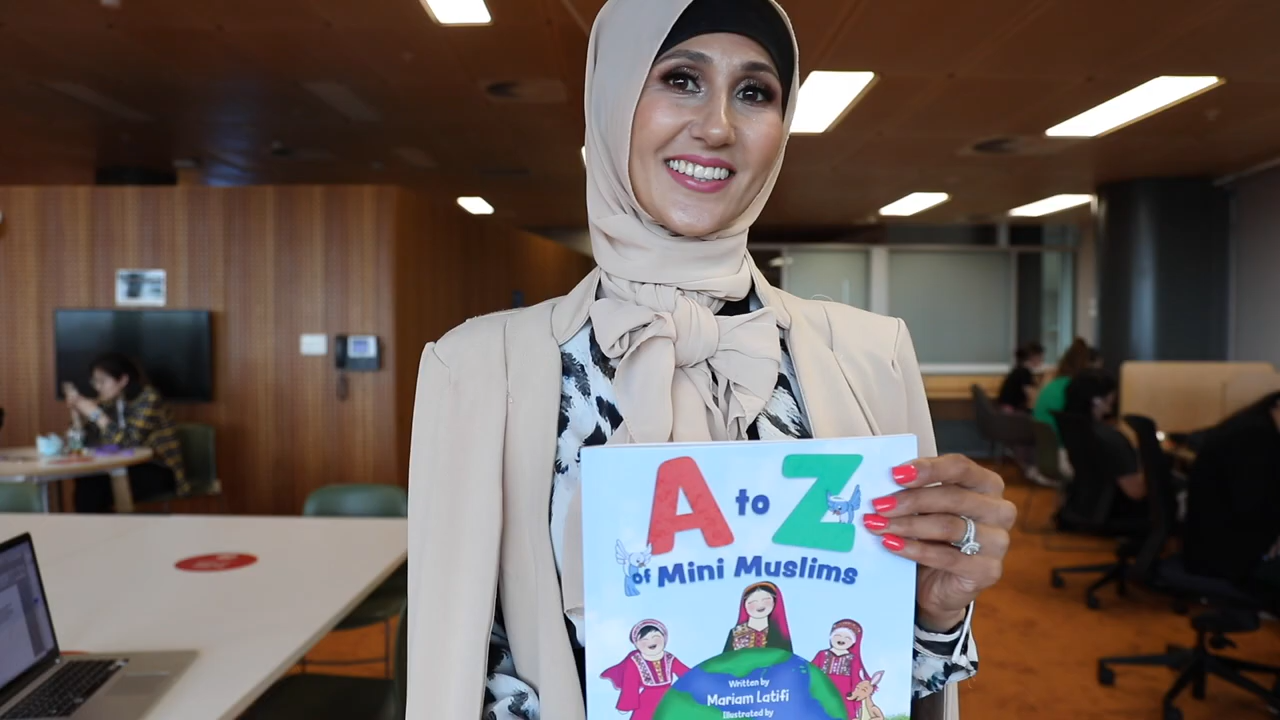 A to Z
of Mini Muslims
Written by
Mariam Latifi
Illustrated by